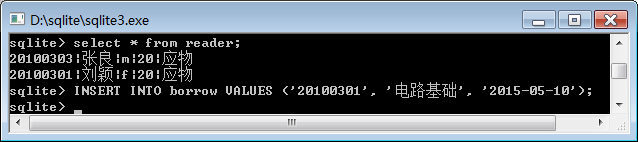 D:\sqlite\sqlite3.exe
sqlite> select * from reader;
20100303|张良|m|20|应物
20100301|刘颖|f|20|应物
sqlite> INSERT INTO borrow VALUES ('20100301', '电路基础', '2015-05-10');
sqlite>